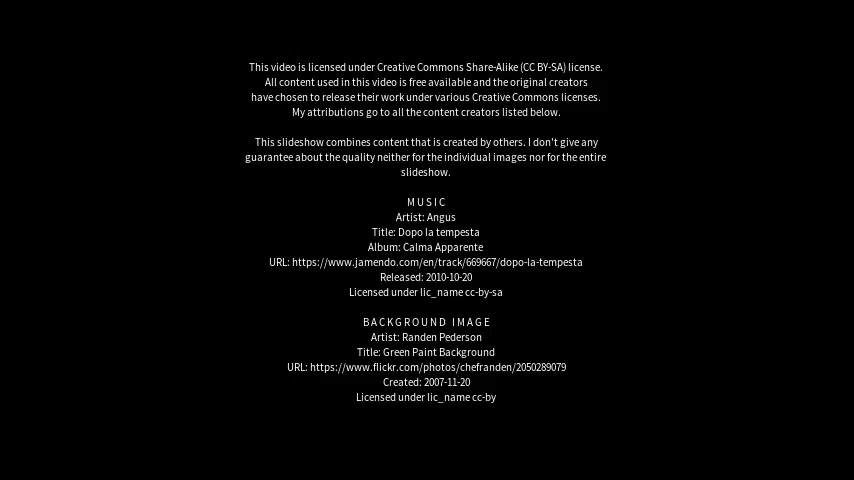 This video is licensed under Creative Commons Share-Alike (CC BY-SA) license.
All content used in this video is free available and the original creators
have chosen to release their work under various Creative Commons licenses.
My attributions go to all the content creators listed below.
This slideshow combines content that is created by others. I don't give any
guarantee about the quality neither for the individual images nor for the entire
slideshow.
M U S I C
Artist: Angus
Title: Dopo la tempesta
Album: Calma Apparente
URL: https://www.jamendo.com/en/track/669667/dopo-la-tempesta
Released: 2010-10-20
Licensed under lic_name cc-by-sa
B A C K G R O U N D   I M A G E
Artist: Randen Pederson
Title: Green Paint Background
URL: https://www.flickr.com/photos/chefranden/2050289079
Created: 2007-11-20
Licensed under lic_name cc-by